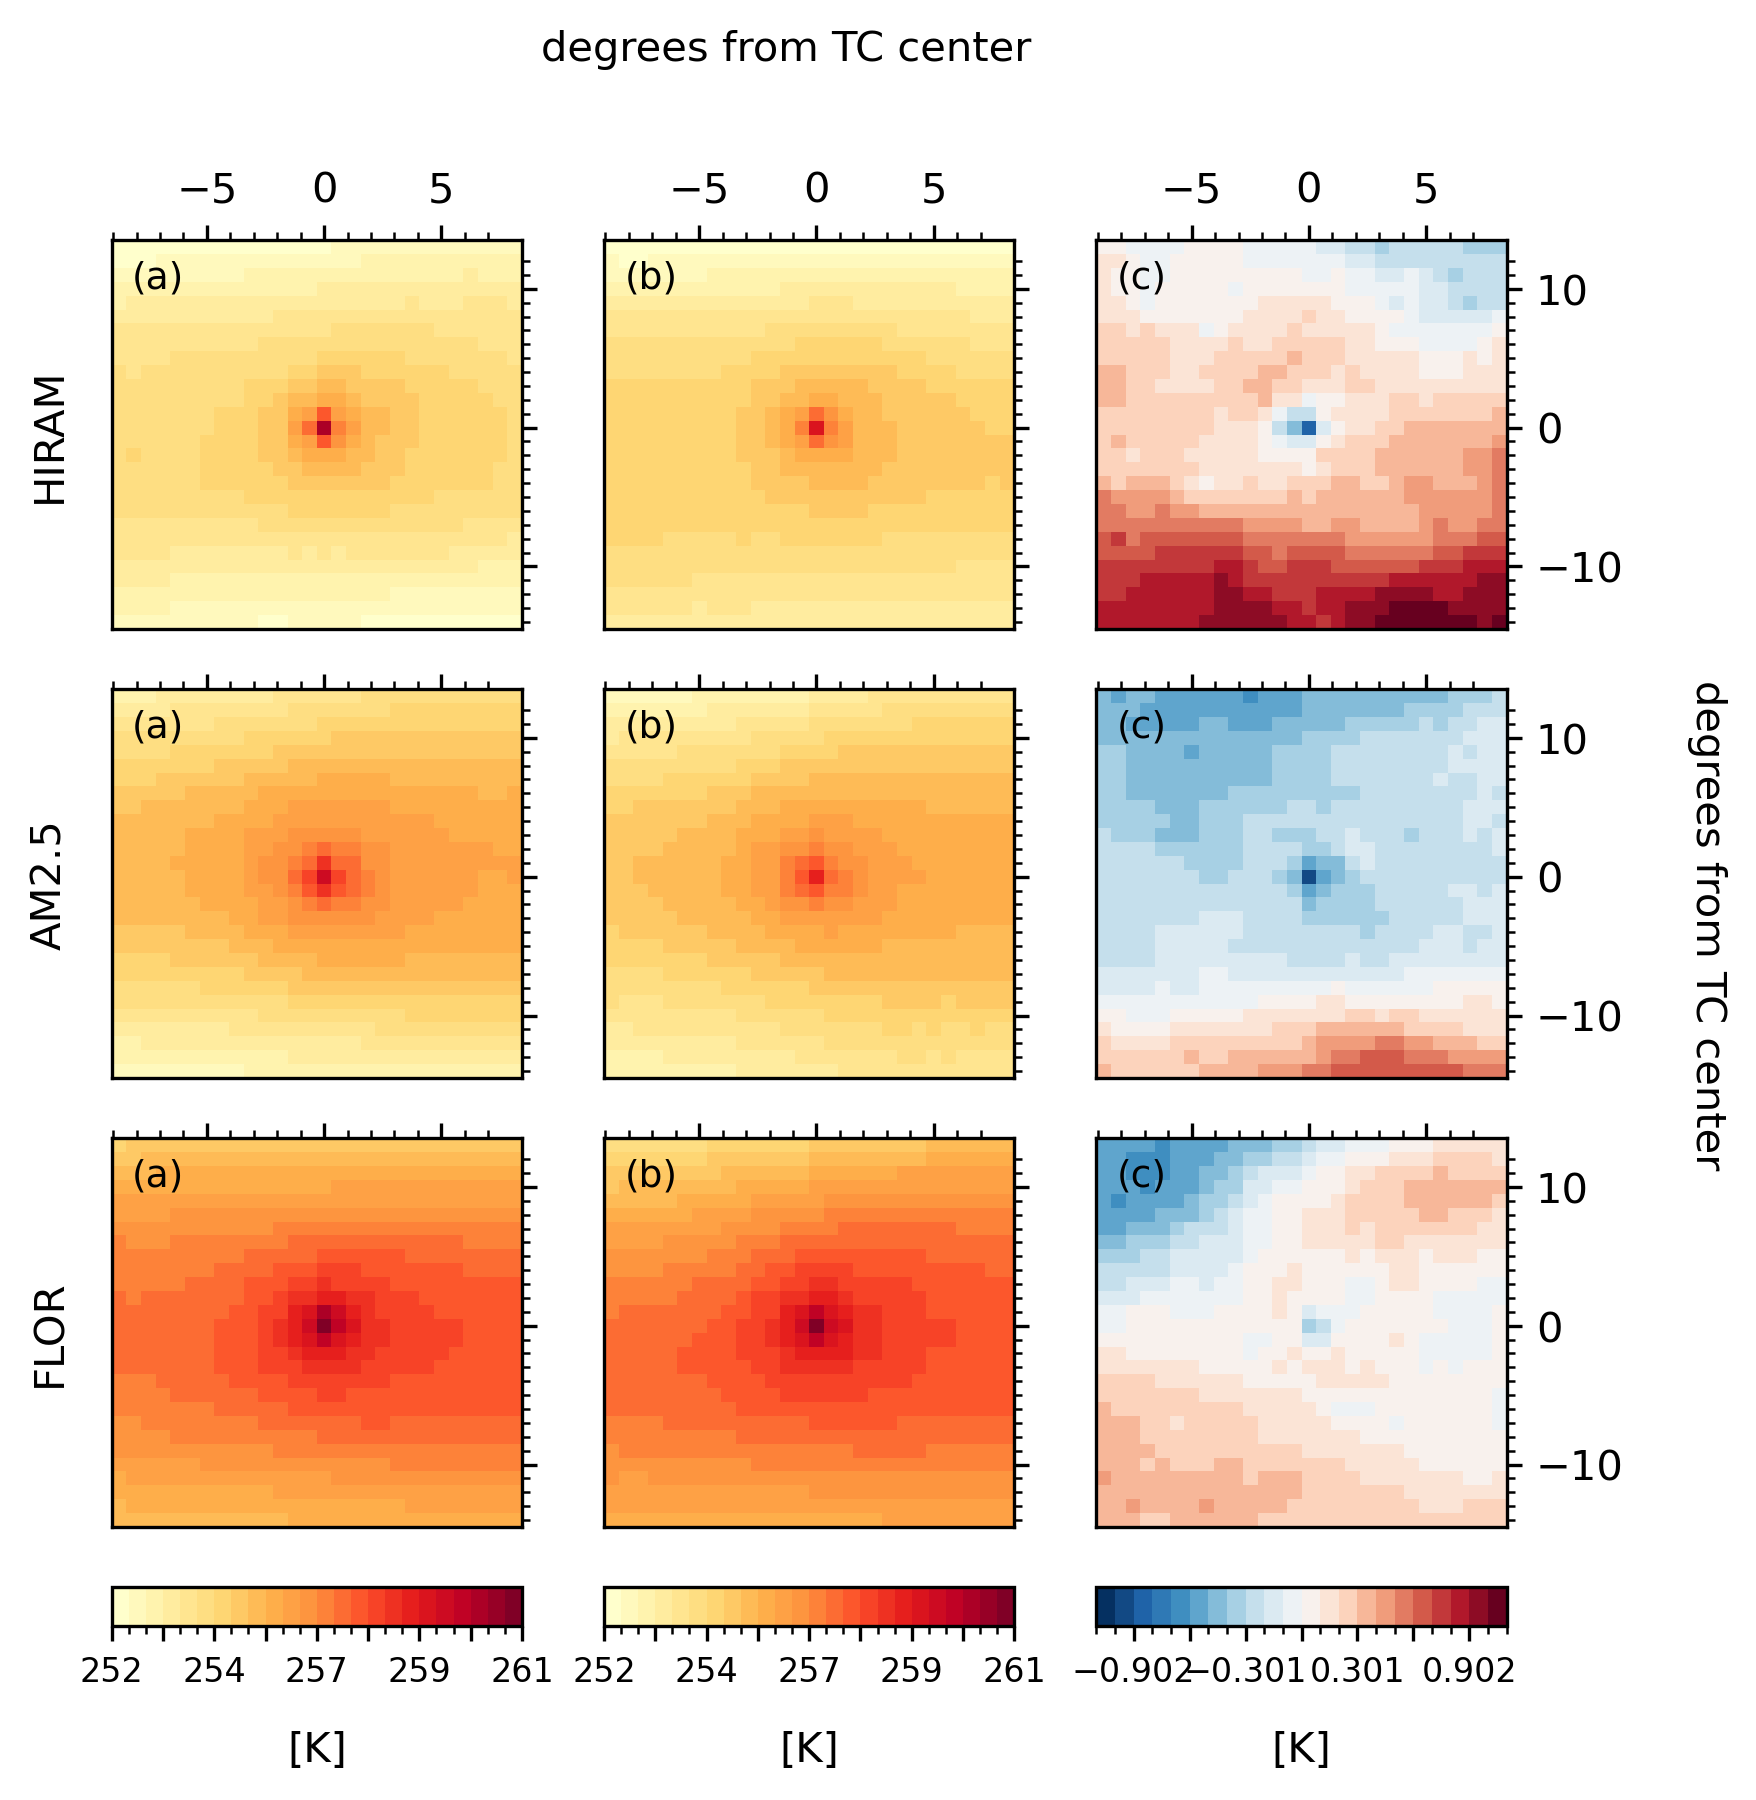 degrees from TC center
−5 0 5 −5 0 5 −5 0 5
HIRAM (a) (b) (c) 10 0 −10
AM2.5 (a) (b) (c) 10 0 −10
degrees from TC center
FLOR (a) (b) (c) 10 0 −10
252 254 257 259 261 252 254 257 259 261 −0.902 −0.301 0.301 0.902
[K] [K] [K]